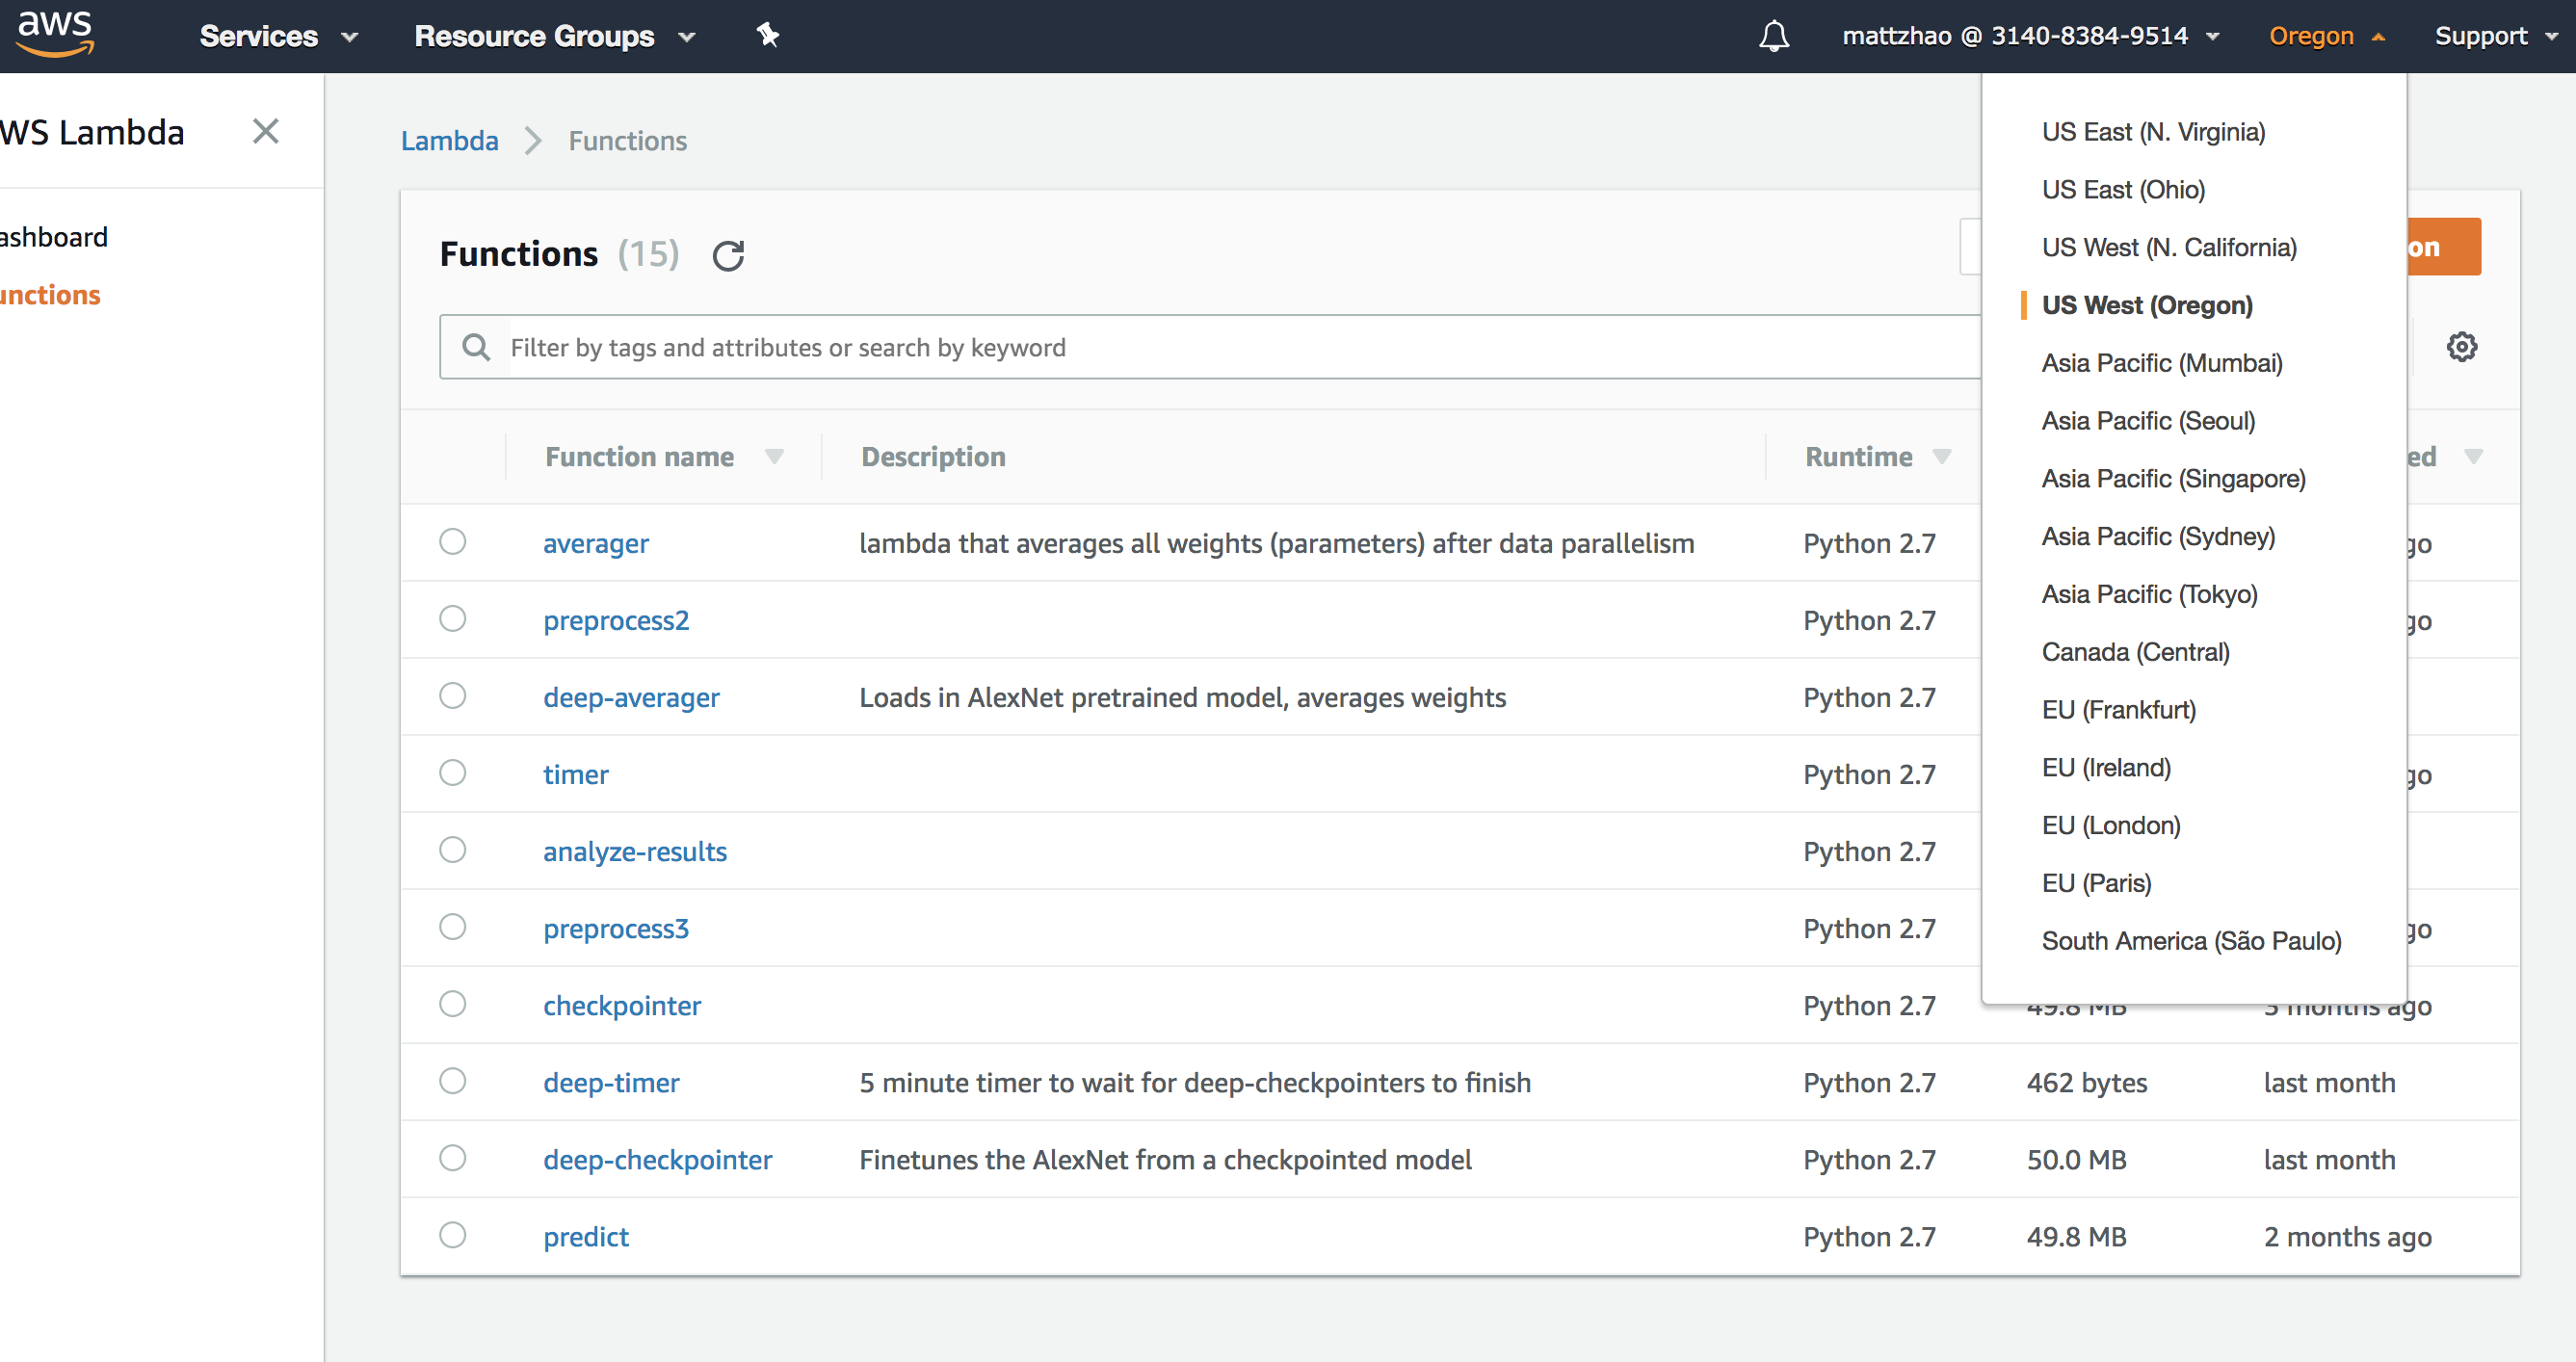 aws Services Resource Groups mattzhao @ 3140-8384-9514 Oregon Support
WS Lambda
ashboard
unctions
Lambda Functions
Functions (15)
on
Filter by tags and attributes or search by keyword
Function name Description Runtime ed
averager lambda that averages all weights (parameters) after data parallelism Python 2.7 go
preprocess2 Python 2.7 go
deep-averager Loads in AlexNet pretrained model, averages weights Python 2.7
timer Python 2.7 go
analyze-results Python 2.7
preprocess3 Python 2.7 go
checkpointer Python 2.7 49.8 MB 3 months ago
deep-timer 5 minute timer to wait for deep-checkpointers to finish Python 2.7 462 bytes last month
deep-checkpointer Finetunes the AlexNet from a checkpointed model Python 2.7 50.0 MB last month
predict Python 2.7 49.8 MB 2 months ago
US East (N. Virginia)
US East (Ohio)
US West (N. California)
US West (Oregon)
Asia Pacific (Mumbai)
Asia Pacific (Seoul)
Asia Pacific (Singapore)
Asia Pacific (Sydney)
Asia Pacific (Tokyo)
Canada (Central)
EU (Frankfurt)
EU (Ireland)
EU (London)
EU (Paris)
South America (São Paulo)